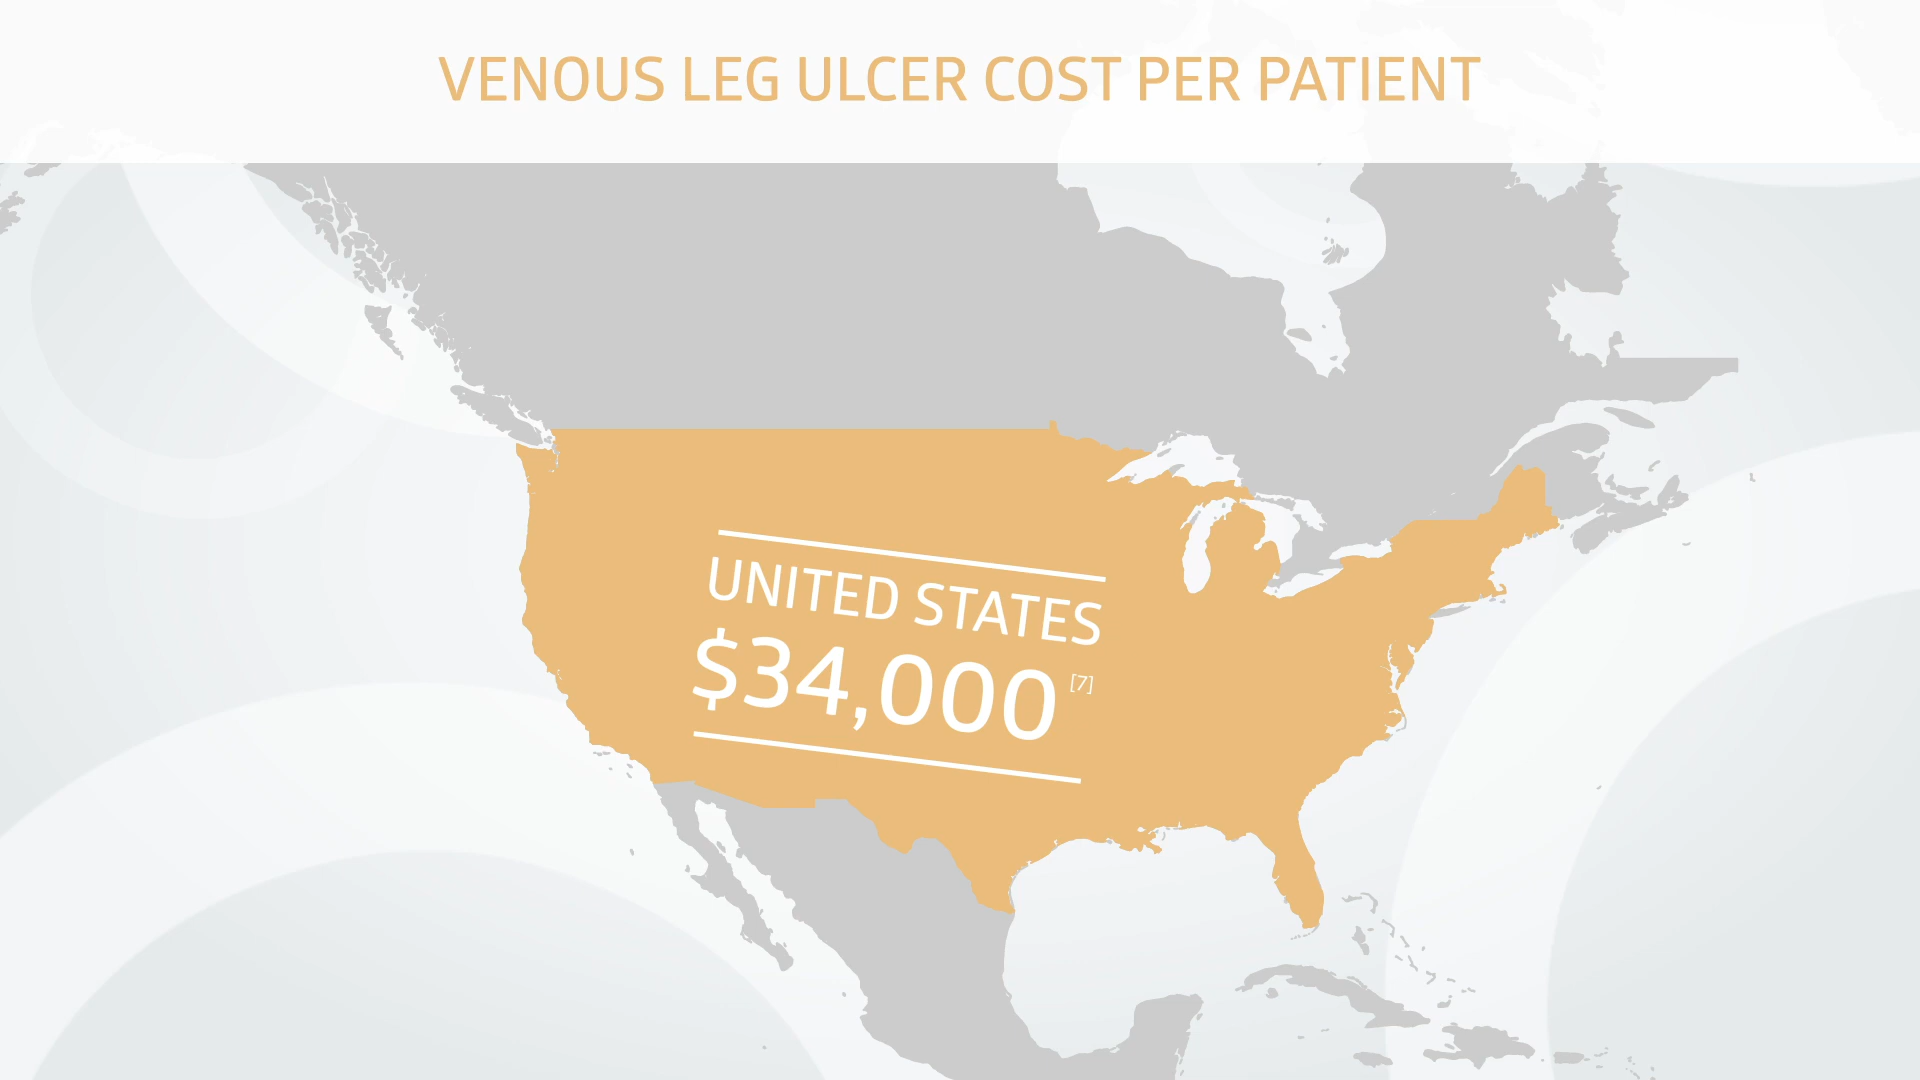 VENOUS LEG ULCER COST PER PATIENT
UNITED STATES
$34,000 [7]